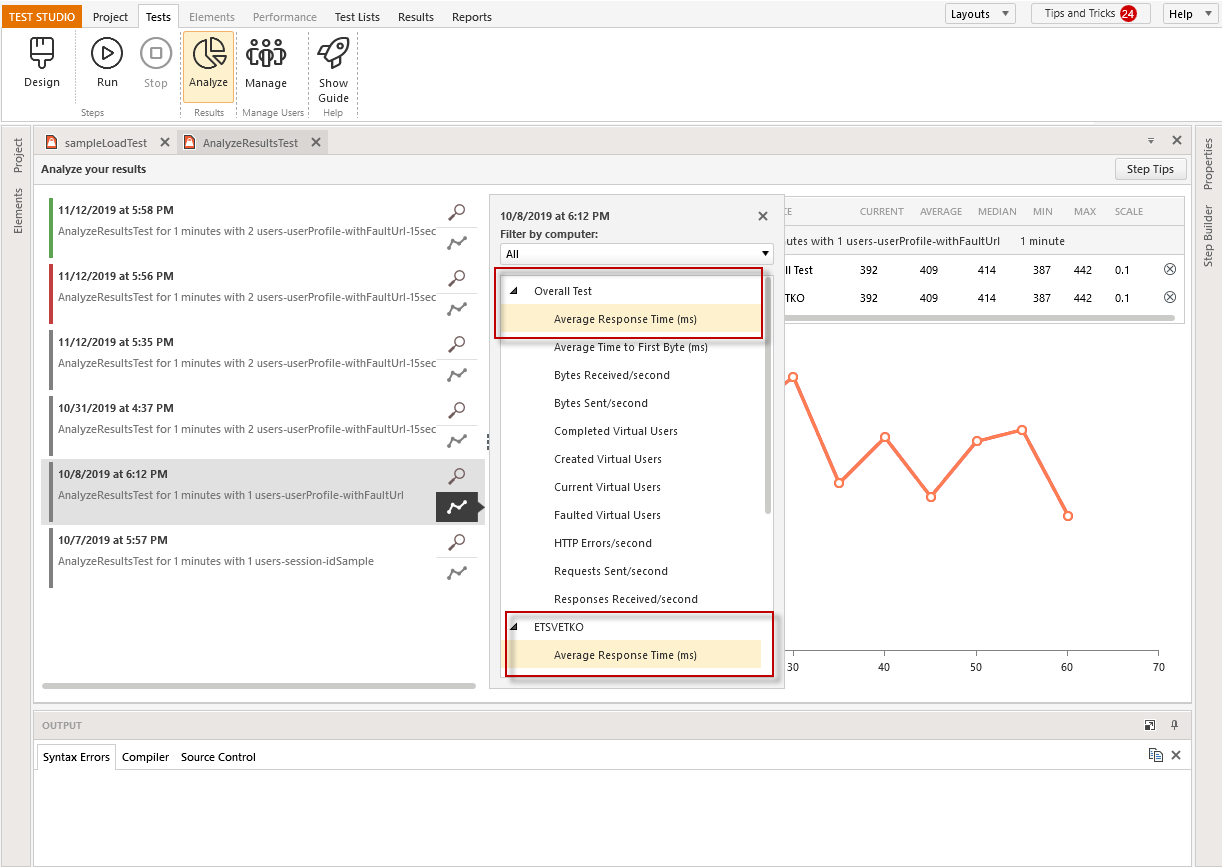 TEST STUDIO Project Tests Elements Performance Test Lists Results Reports Layouts Tips and Tricks 24 Help
Design Run Stop Analyze Manage Show Guide
Steps Results Manage Users Help
Project
Elements
sampleLoadTest AnalyzeResultsTest
Analyze your results Step Tips
11/12/2019 at 5:58 PM
AnalyzeResultsTest for 1 minutes with 2 users-userProfile-withFaultUrl-15sec
11/12/2019 at 5:56 PM
AnalyzeResultsTest for 1 minutes with 2 users-userProfile-withFaultUrl-15sec
11/12/2019 at 5:35 PM
AnalyzeResultsTest for 1 minutes with 2 users-userProfile-withFaultUrl-15sec
10/31/2019 at 4:37 PM
AnalyzeResultsTest for 1 minutes with 2 users-userProfile-withFaultUrl-15sec
10/8/2019 at 6:12 PM
AnalyzeResultsTest for 1 minutes with 1 users-userProfile-withFaultUrl
10/7/2019 at 5:57 PM
AnalyzeResultsTest for 1 minutes with 1 users-session-idSample
10/8/2019 at 6:12 PM
Filter by computer:
All
Overall Test
Average Response Time (ms)
Average Time to First Byte (ms)
Bytes Received/second
Bytes Sent/second
Completed Virtual Users
Created Virtual Users
Current Virtual Users
Faulted Virtual Users
HTTP Errors/second
Requests Sent/second
Responses Received/second
ETSVETKO
Average Response Time (ms)
CE CURRENT AVERAGE MEDIAN MIN MAX SCALE
utes with 1 users-userProfile-withFaultUrl 1 minute
ll Test 392 409 414 387 442 0.1
TKO 392 409 414 387 442 0.1
30 40 50 60 70
Properties
Step Builder
OUTPUT
Syntax Errors Compiler Source Control